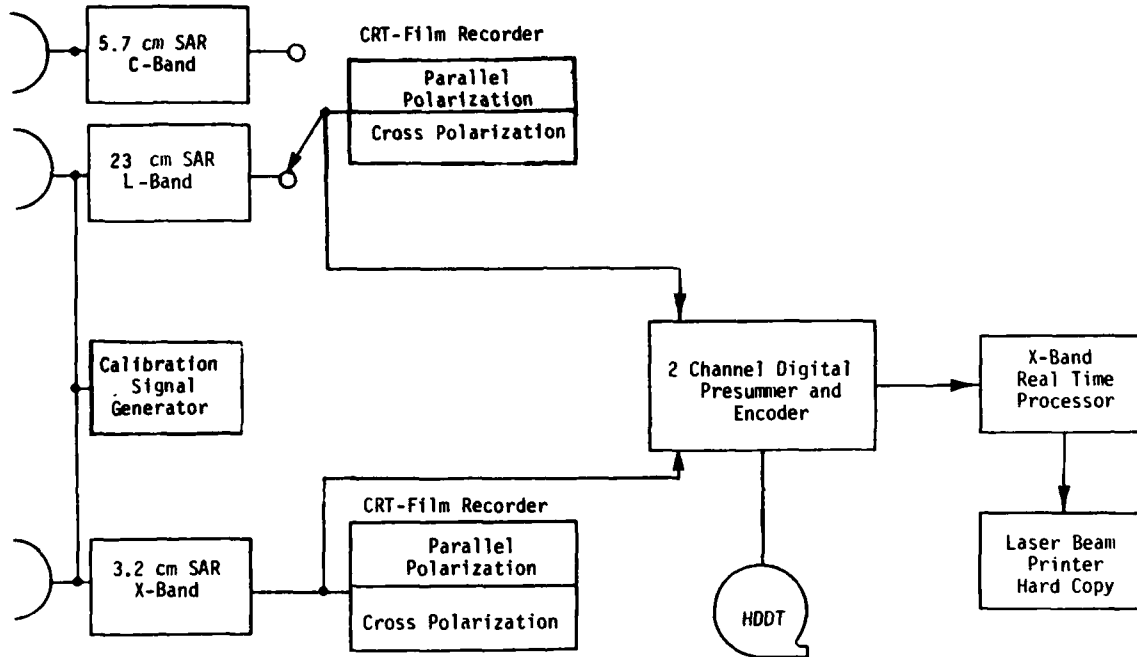 5.7 cm SAR
C-Band
CRT-Film Recorder
Parallel
Polarization
Cross Polarization
23 cm SAR
L-Band
Calibration
Signal
Generator
2 Channel Digital
Presummer and
Encoder
X-Band
Real Time
Processor
CRT-Film Recorder
Parallel
Polarization
Cross Polarization
3.2 cm SAR
X-Band
HDDT
Laser Beam
Printer
Hard Copy